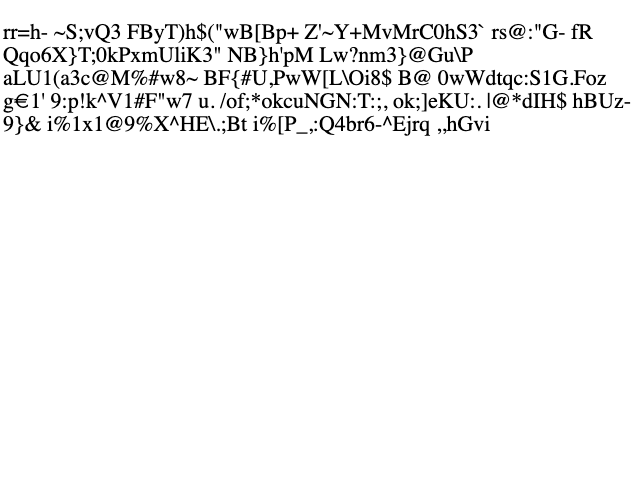 rr=h- ~S;vQ3 FByT)h$("wB[Bp+ Z'~Y+MvMrC0hS3` rs@:"G- fR
Qqo6X}T;0kPxmUliK3" NB}h'pM Lw?nm3}@Gu\P
aLU1(a3c@M%#w8~ BF{#U,PwW[L\Oi8$ B@ 0wWdtqc:S1G.Foz
g€1' 9:p!k^V1#F"w7 u. /of;*okcuNGN:T:;, ok;]eKU:. |@*dIH$ hBUz-
9}& i%1x1@9%X^HE\.;Bt i%[P_,:Q4br6-^Ejrq ,,hGvi